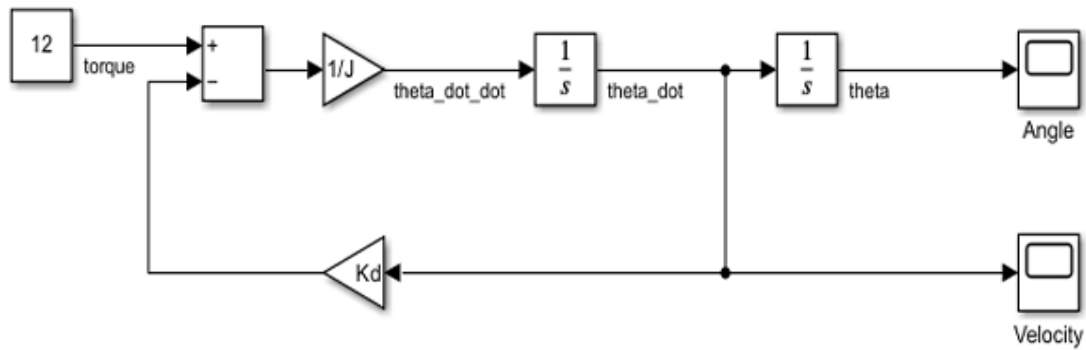 12
torque
+
−
1/J
theta_dot_dot
1
s
theta_dot
1
s
theta
Angle
Kd
Velocity